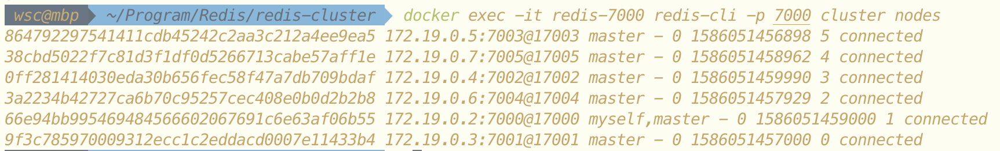 wsc@mbp ~/Program/Redis/redis-cluster docker exec -it redis-7000 redis-cli -p 7000 cluster nodes
864792297541411cdb45242c2aa3c212a4ee9ea5 172.19.0.5:7003@17003 master - 0 1586051456898 5 connected
38cbd5022f7c81d3f1df0d5266713cabe57aff1e 172.19.0.7:7005@17005 master - 0 1586051458962 4 connected
0ff281414030eda30b656fec58f47a7db709bdaf 172.19.0.4:7002@17002 master - 0 1586051459990 3 connected
3a2234b42727ca6b70c95257cec408e0b0d2b2b8 172.19.0.6:7004@17004 master - 0 1586051457929 2 connected
66e94bb995469484566602067691c6e63af06b55 172.19.0.2:7000@17000 myself,master - 0 1586051459000 1 connected
9f3c785970009312ecc1c2eddacd0007e11433b4 172.19.0.3:7001@17001 master - 0 1586051457000 0 connected